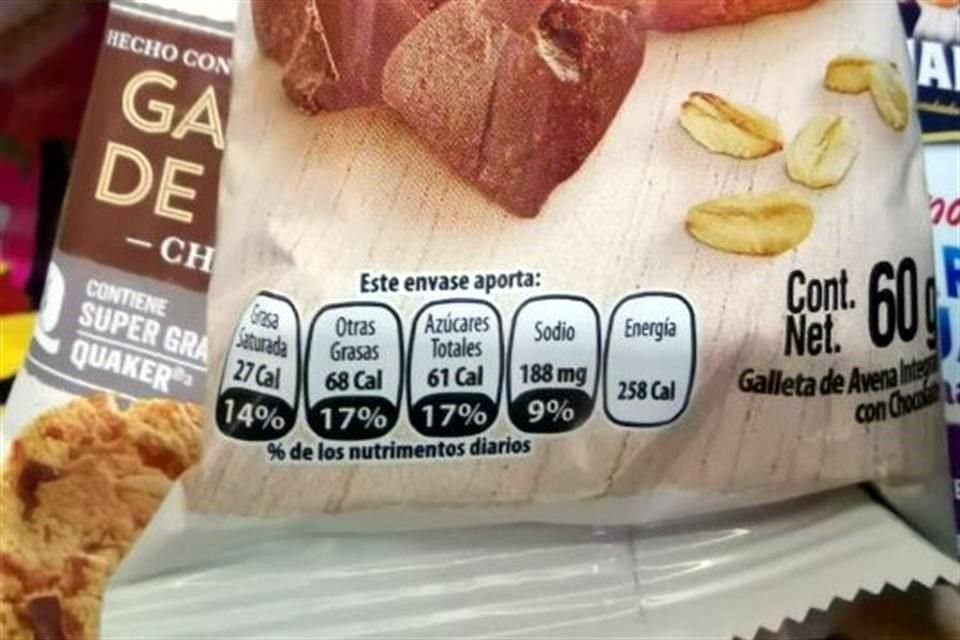 HECHO CON
GA
DE
— CH
CONTIENE
SUPER GRA
QUAKER
Este envase aporta:
Grasa
Saturada
27 Cal
14%
Otras
Grasas
68 Cal
17%
Azúcares
Totales
61 Cal
17%
Sodio
188 mg
9%
Energía
258 Cal
% de los nutrimentos diarios
Cont.
Net. 60 g
Galleta de Avena Integral
con Chocolate